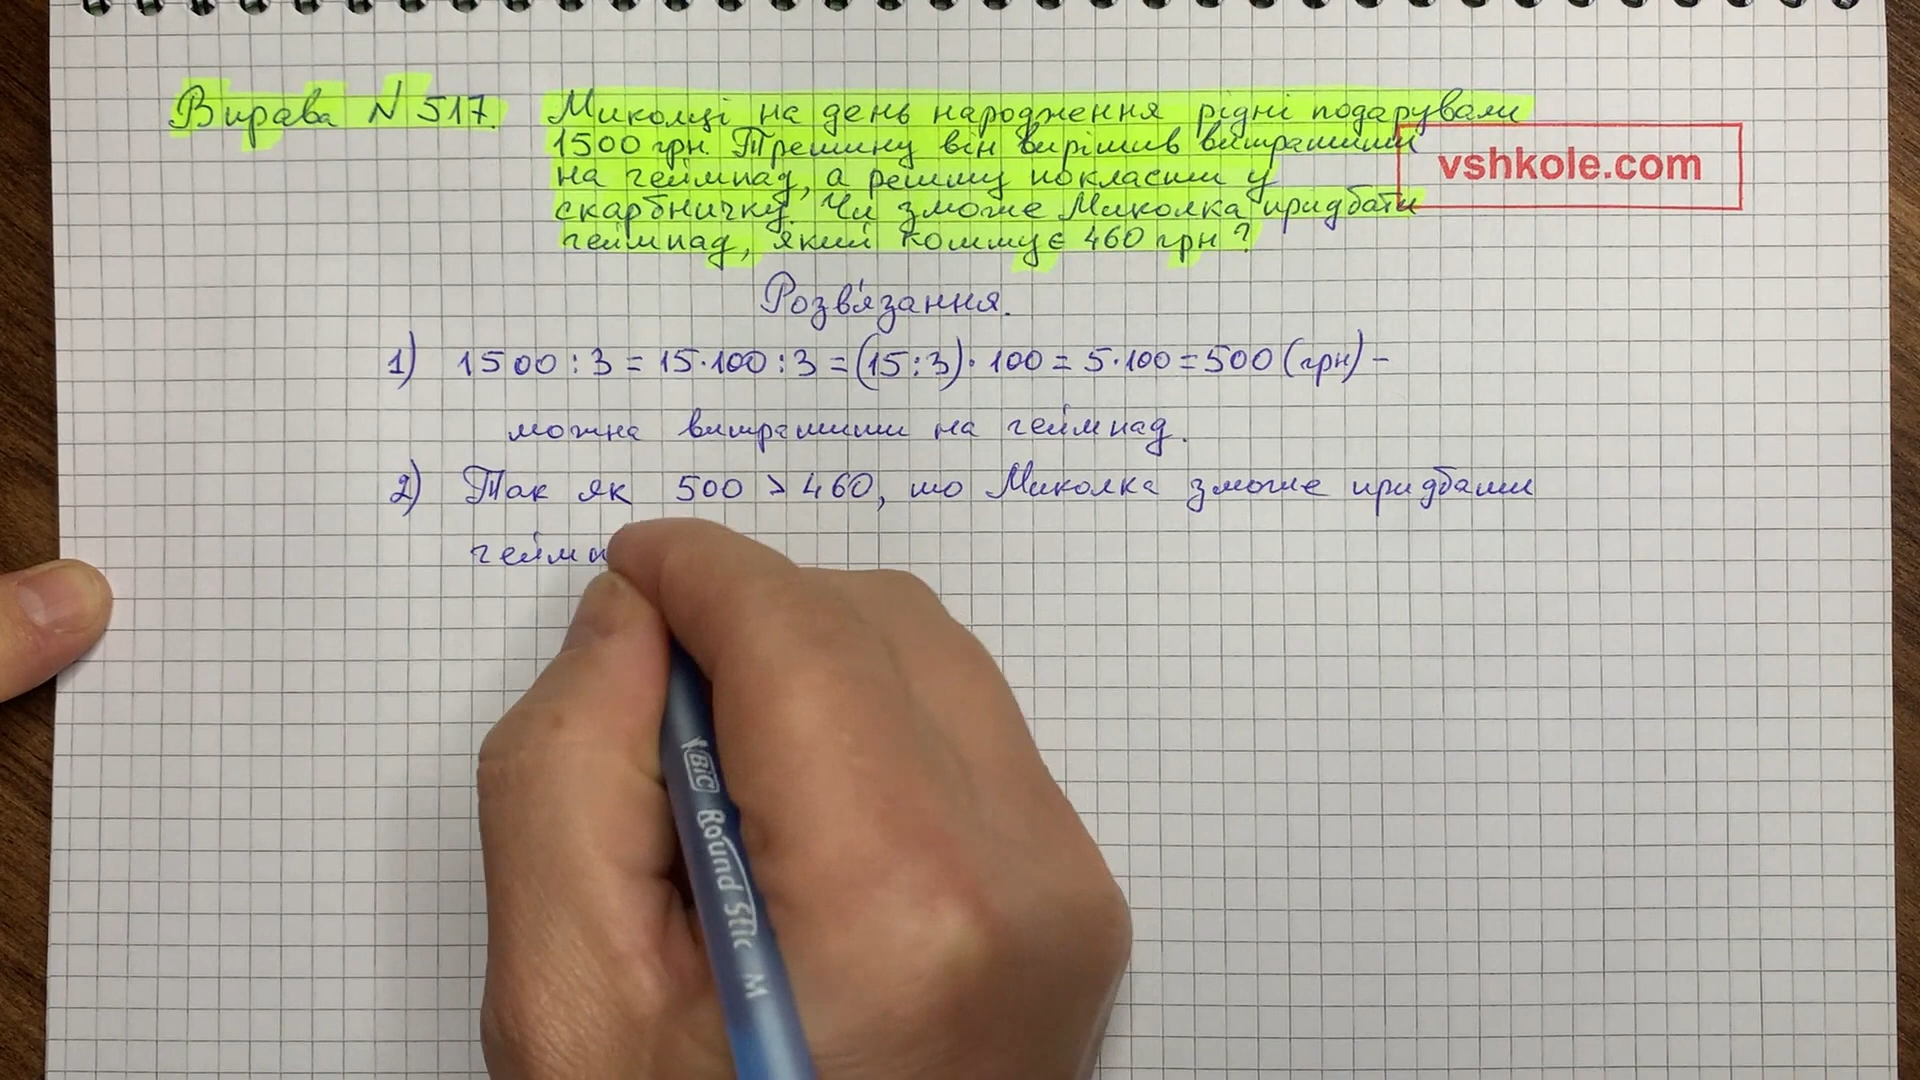 Вправа N 517. Миколці на день народження рідні подарували
1500 грн. Третину він вирішив витратити
на геймпад, а решту покласти у
скарбничку. Чи зможе Миколка придбати
геймпад, який коштує 460 грн?
vshkole.com
Розв'язання.
1) 1500 : 3 = 15·100 : 3 = (15:3)·100 = 5·100 = 500 (грн) –
можна витратити на геймпад.
2) Так як 500 > 460, то Миколка зможе придбати
геймп
BIC Round Stic M